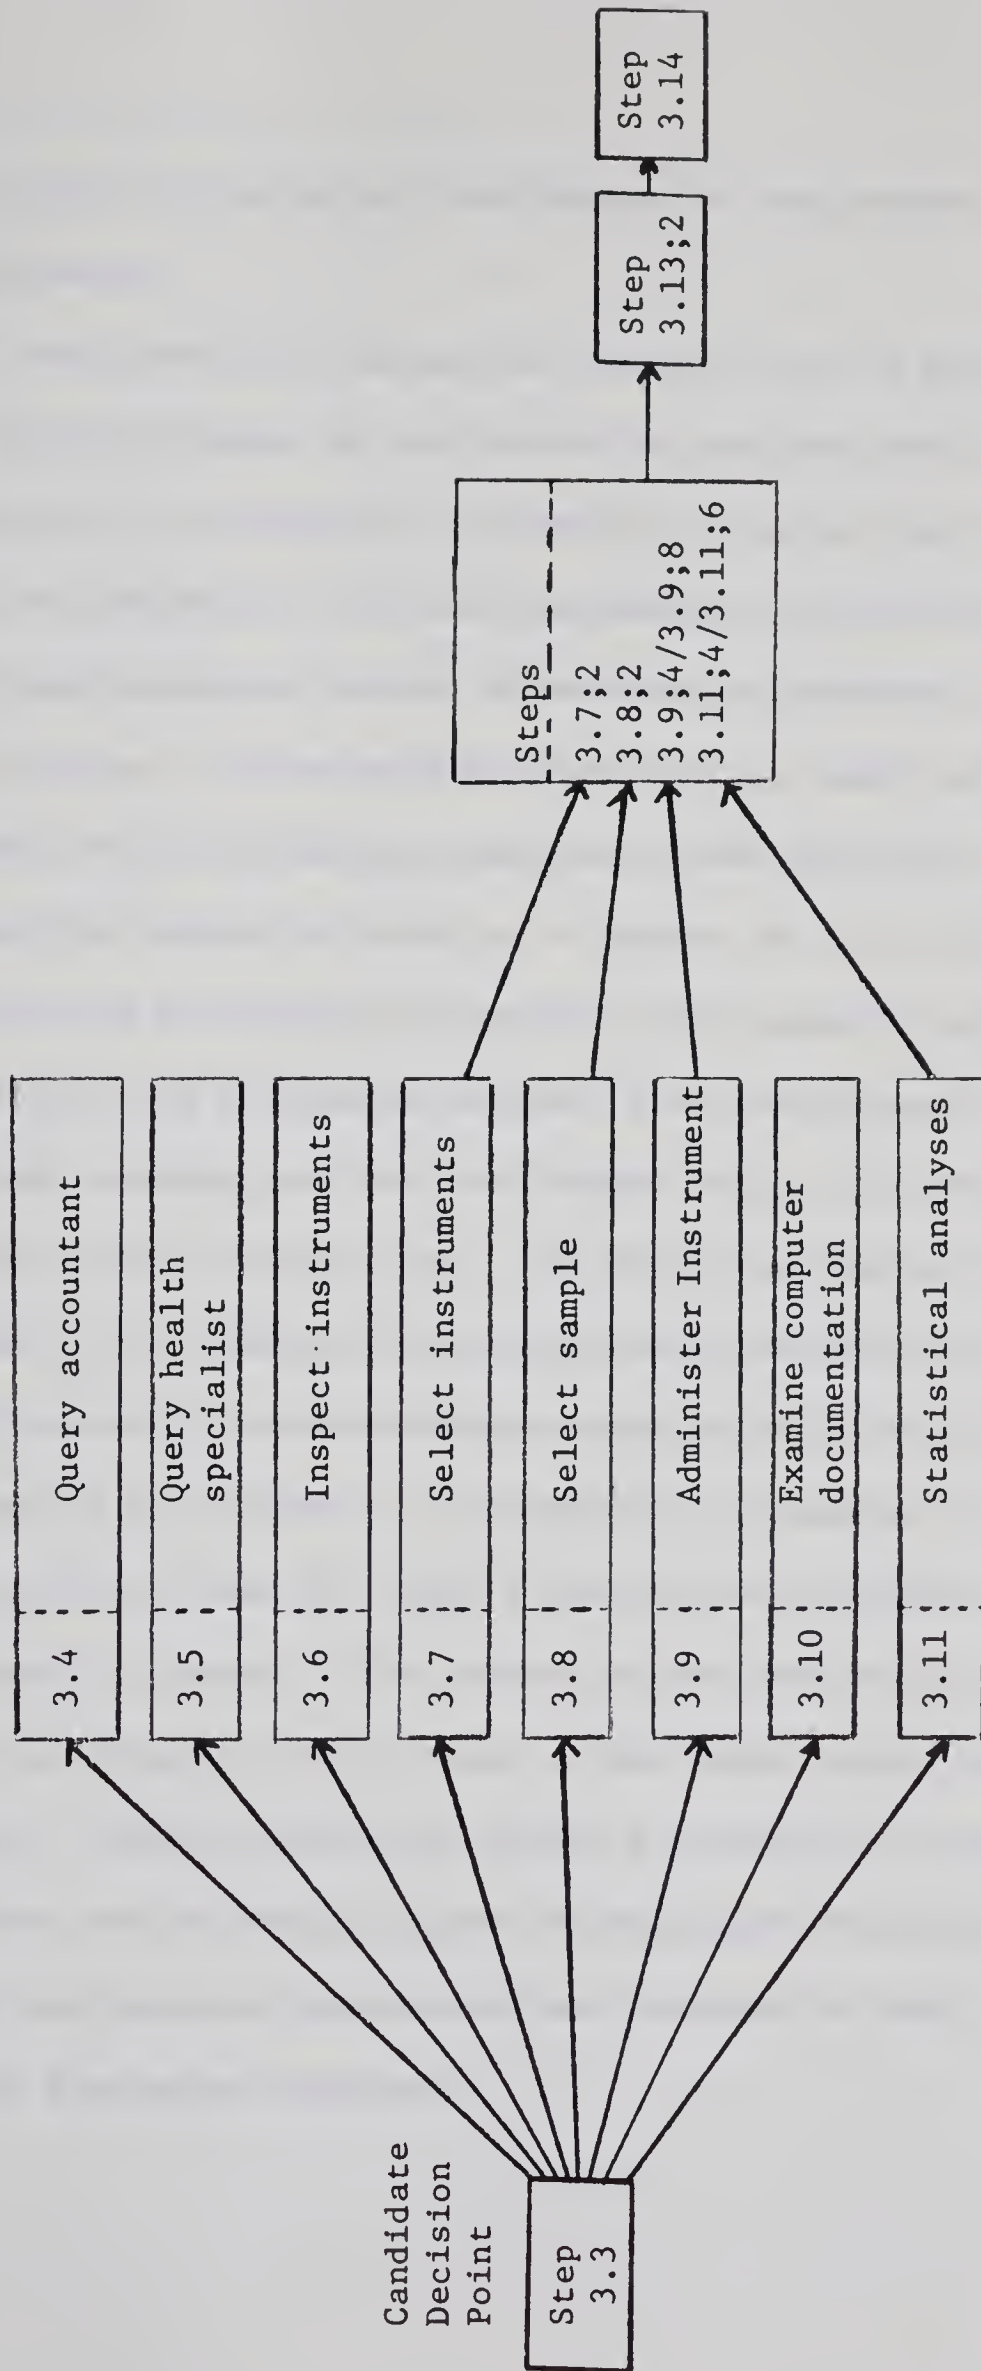 Candidate
Decision
Point
Step
3.3
3.4 Query accountant
3.5 Query health
specialist
3.6 Inspect instruments
3.7 Select instruments
3.8 Select sample
3.9 Administer Instrument
3.10 Examine computer
documentation
3.11 Statistical analyses
Steps
3.7;2
3.8;2
3.9;4/3.9;8
3.11;4/3.11;6
Step
3.13;2
Step
3.14